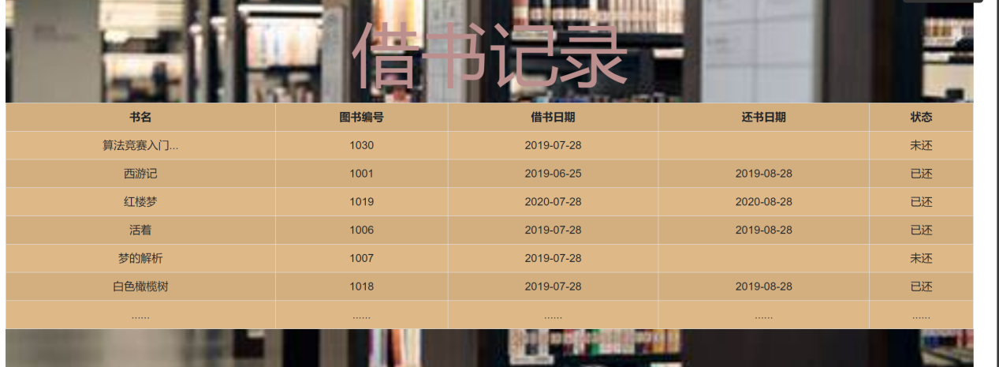 借书记录
书名 图书编号 借书日期 还书日期 状态
算法竞赛入门... 1030 2019-07-28 未还
西游记 1001 2019-06-25 2019-08-28 已还
红楼梦 1019 2020-07-28 2020-08-28 已还
活着 1006 2019-07-28 2019-08-28 已还
梦的解析 1007 2019-07-28 未还
白色橄榄树 1018 2019-07-28 2019-08-28 已还
...... ...... ...... ...... ......